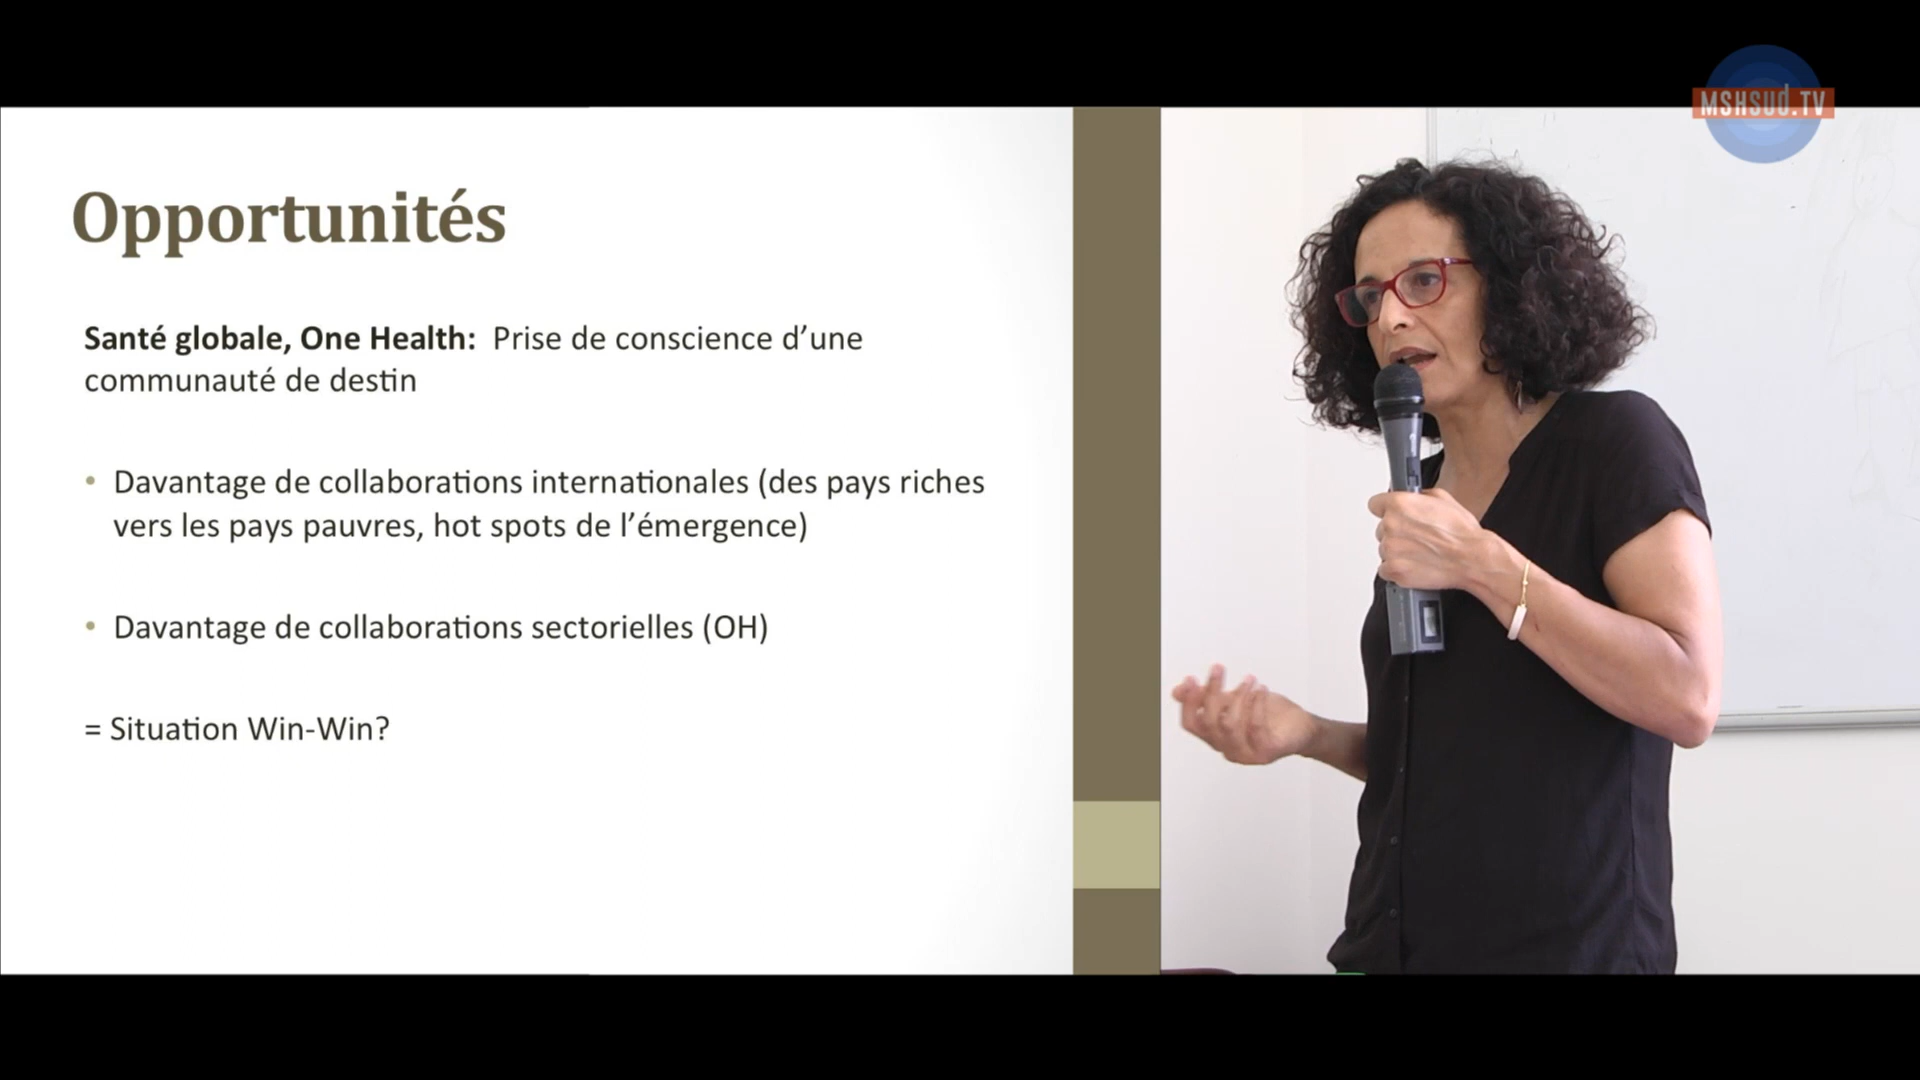 MSHSUD.TV
Opportunités
Santé globale, One Health: Prise de conscience d’une
communauté de destin
• Davantage de collaborations internationales (des pays riches
vers les pays pauvres, hot spots de l’émergence)
• Davantage de collaborations sectorielles (OH)
= Situation Win-Win?